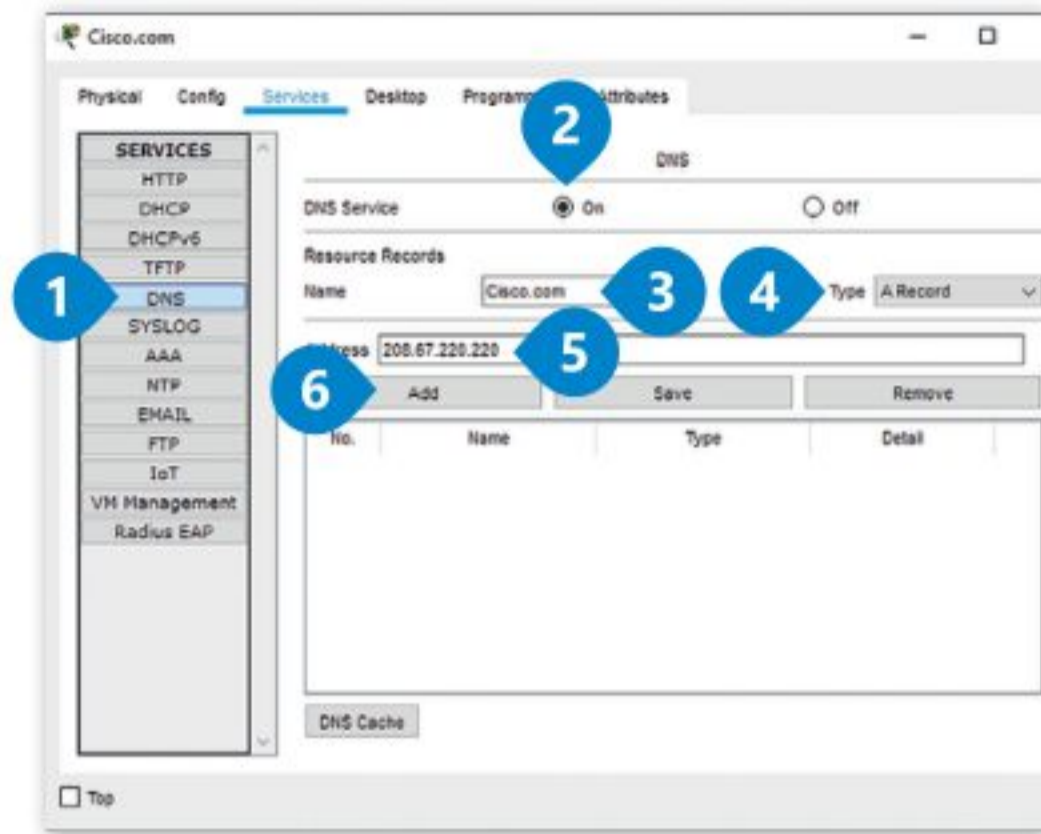 Cisco.com
Physical Config Services Desktop Attributes
SERVICES
HTTP
DHCP
DHCPv6
TFTP
DNS
SYSLOG
AAA
NTP
EMAIL
FTP
IoT
VM Management
Radius EAP
1
2
DNS
DNS Service On Off
Resource Records
Name Cisco.com 3 4 Type A Record
208.67.220.220 5
6 Add Save Remove
No. Name Type Detail
DNS Cache
Top